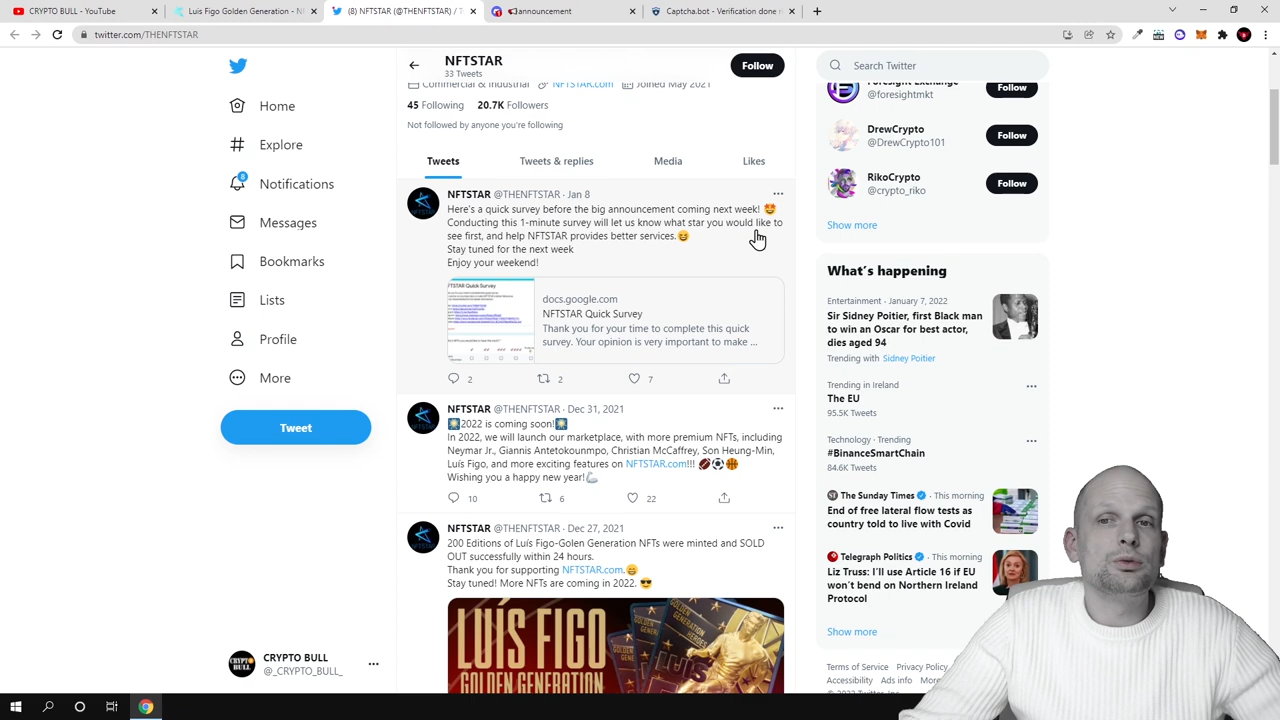 CRYPTO BULL - YouTube
Luis Figo Golden Generation - NF
(8) NFTSTAR (@THENFTSTAR) / T
announcement
Captcha.bot - Verification done
twitter.com/THENFTSTAR
NFTSTAR
33 Tweets
Follow
Commercial & Industrial NFTSTAR.com Joined May 2021
45 Following 20.7K Followers
Not followed by anyone you're following
Tweets
Tweets & replies
Media
Likes
Home
Explore
8
Notifications
Messages
Bookmarks
Lists
Profile
More
Tweet
CRYPTO BULL
@_CRYPTO_BULL_
NFTSTAR @THENFTSTAR · Jan 8
Here's a quick survey before the big announcement coming next week! 🤩
Conducting this 1-minute survey will let us know what star you would like to
see first, and help NFTSTAR provides better services.😆
Stay tuned for the next week
Enjoy your weekend!
TSTAR Quick Survey
docs.google.com
NFTSTAR Quick Survey
Thank you for your time to complete this quick
survey. Your opinion is very important to make ...
2 2 7
NFTSTAR @THENFTSTAR · Dec 31, 2021
🎇2022 is coming soon!🎇
In 2022, we will launch our marketplace, with more premium NFTs, including
Neymar Jr., Giannis Antetokounmpo, Christian McCaffrey, Son Heung-Min,
Luís Figo, and more exciting features on NFTSTAR.com!!! 🏈⚽🏀
Wishing you a happy new year!🦾
10 6 22
NFTSTAR @THENFTSTAR · Dec 27, 2021
200 Editions of Luís Figo-Golen Generation NFTs were minted and SOLD
OUT successfully within 24 hours.
Thank you for supporting NFTSTAR.com.😄
Stay tuned! More NFTs are coming in 2022. 😎
LUÍS FIGO
GOLDEN GENERATION
Search Twitter
Foresight Exchange
@foresightmkt
Follow
DrewCrypto
@DrewCrypto101
Follow
RikoCrypto
@crypto_riko
Follow
Show more
What's happening
Entertainment · January 7, 2022
Sir Sidney Poitier, first Black man
to win an Oscar for best actor,
dies aged 94
Trending with Sidney Poitier
Trending in Ireland
The EU
95.5K Tweets
Technology · Trending
#BinanceSmartChain
84.6K Tweets
The Sunday Times · This morning
End of free lateral flow tests as
country told to live with Covid
Telegraph Politics · This morning
Liz Truss: I'll use Article 16 if EU
won't bend on Northern Ireland
Protocol
Show more
Terms of Service Privacy Policy
Accessibility Ads info More